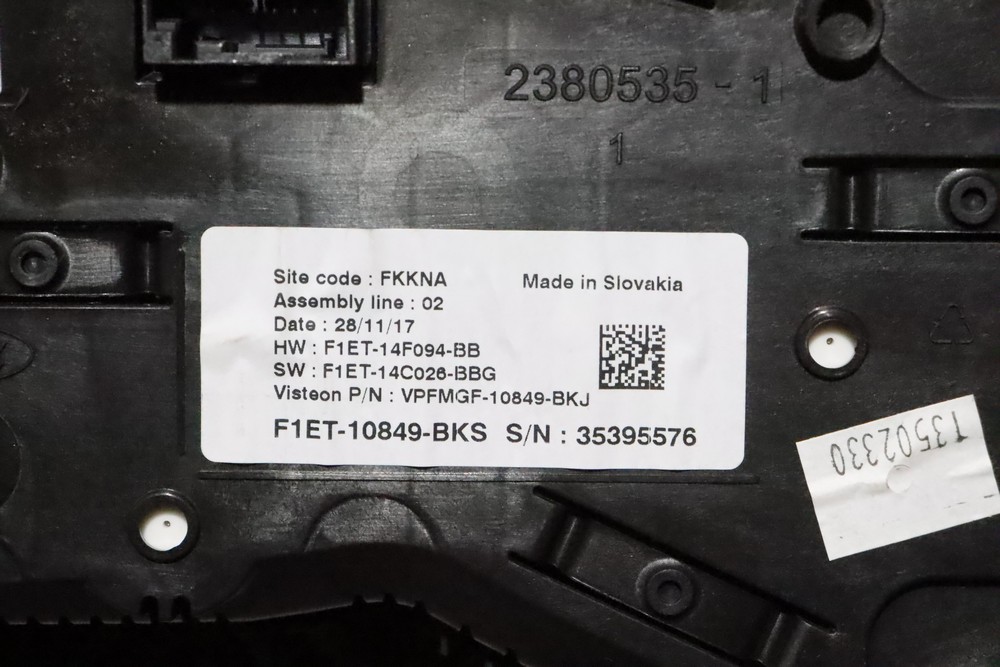 2380535 - 1
1
Site code : FKKNA
Made in Slovakia
Assembly line : 02
Date : 28/11/17
HW : F1ET-14F094-BB
SW : F1ET-14C026-BBG
Visteon P/N : VPFMGF-10849-BKJ
F1ET-10849-BKS S/N : 35395576
13502330